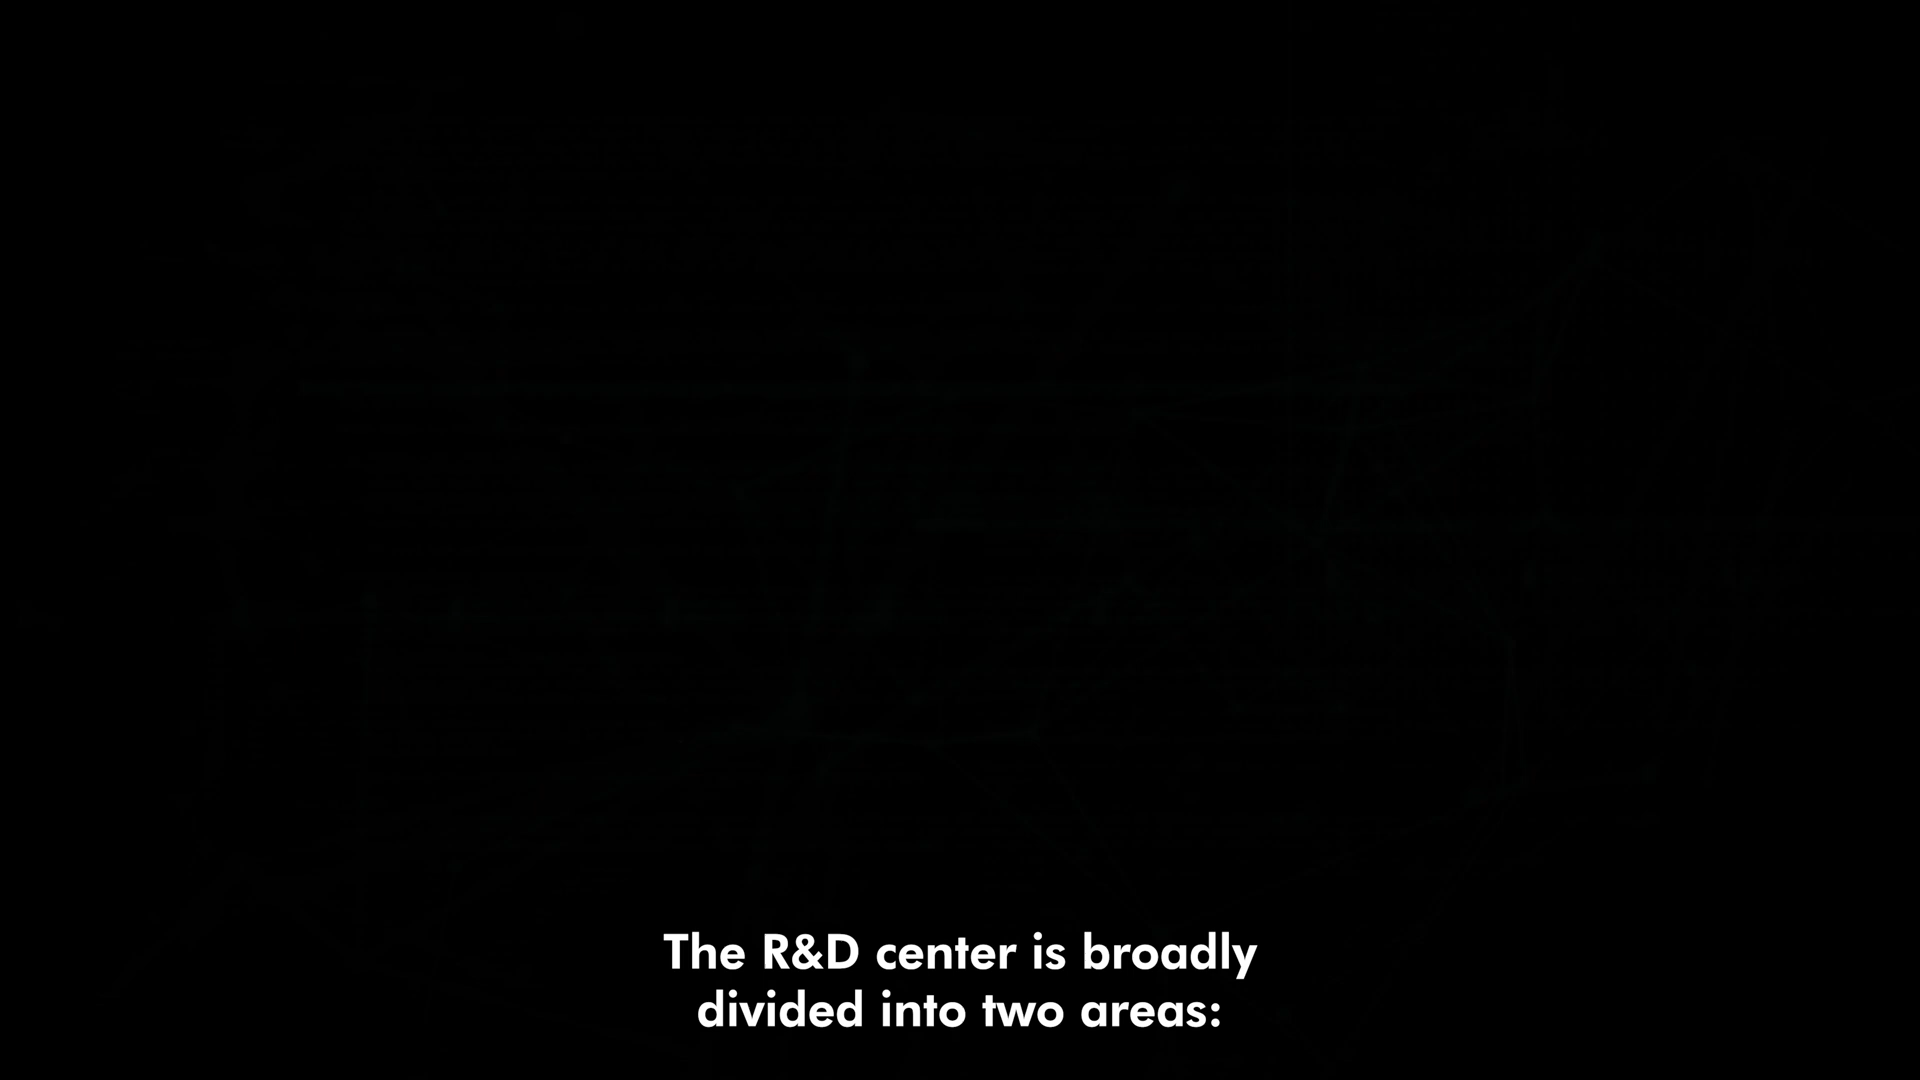 The R&D center is broadly
divided into two areas: